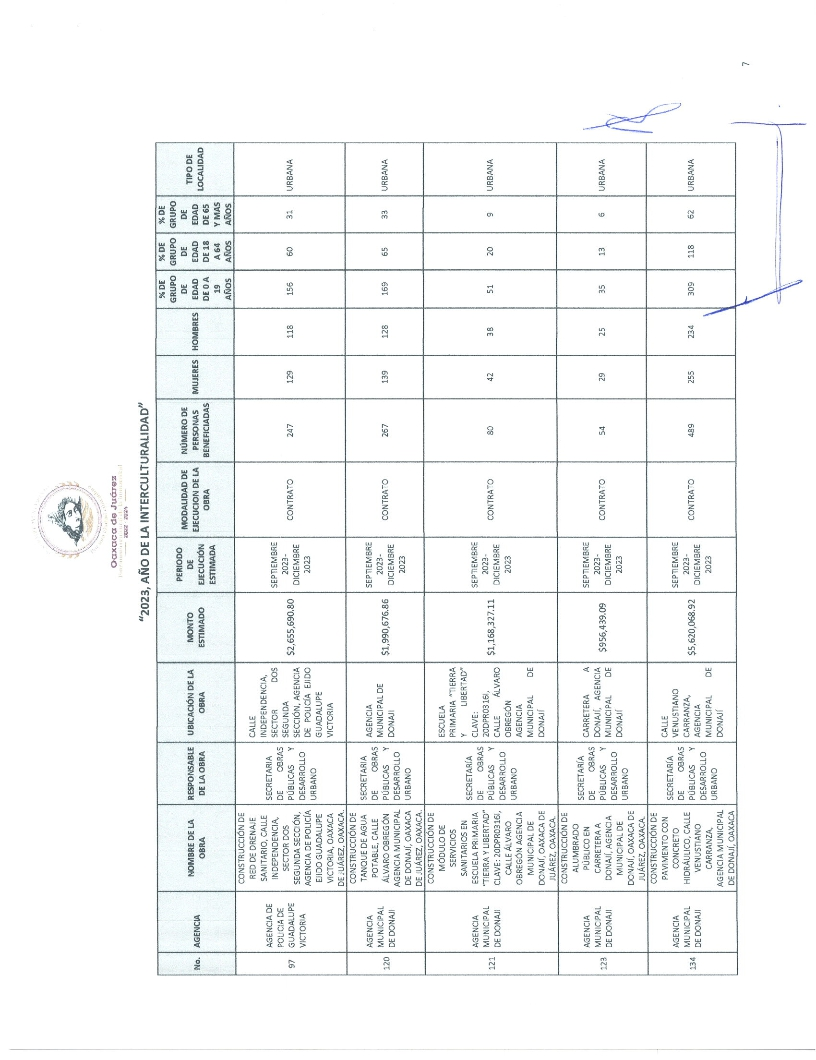 7
Oaxaca de Juárez
2022 - 2024
"2023, AÑO DE LA INTERCULTURALIDAD"
No.
AGENCIA
NOMBRE DE LA
OBRA
RESPONSABLE
DE LA OBRA
UBICACIÓN DE LA
OBRA
MONTO
ESTIMADO
PERIODO
DE
EJECUCIÓN
ESTIMADA
MODALIDAD DE
EJECUCION DE LA
OBRA
NÚMERO DE
PERSONAS
BENEFICIADAS
MUJERES
HOMBRES
% DE
GRUPO
DE
EDAD
DE 0 A
19
AÑOS
% DE
GRUPO
DE
EDAD
DE 18
A 64
AÑOS
% DE
GRUPO
DE
EDAD
DE 65
Y MAS
AÑOS
TIPO DE
LOCALIDAD
97
AGENCIA DE
POLICIA DE
GUADALUPE
VICTORIA
CONSTRUCCIÓN DE
RED DE DRENAJE
SANITARIO, CALLE
INDEPENDENCIA,
SECTOR DOS
SEGUNDA SECCIÓN,
AGENCIA DE POLICÍA
EJIDO GUADALUPE
VICTORIA, OAXACA
DE JUÁREZ, OAXACA.
SECRETARIA
DE OBRAS
PÚBLICAS Y
DESARROLLO
URBANO
CALLE
INDEPENDENCIA,
SECTOR DOS
SEGUNDA
SECCIÓN, AGENCIA
DE POLICÍA EJIDO
GUADALUPE
VICTORIA
$2,655,690.80
SEPTIEMBRE
2023-
DICIEMBRE
2023
CONTRATO
247
129
118
156
60
31
URBANA
120
AGENCIA
MUNICIPAL
DE DONAJI
CONSTRUCCIÓN DE
TANQUE DE AGUA
POTABLE, CALLE
ÁLVARO OBREGÓN
AGENCIA MUNICIPAL
DE DONAJI, OAXACA
DE JUÁREZ, OAXACA.
SECRETARIA
DE OBRAS
PÚBLICAS Y
DESARROLLO
URBANO
AGENCIA
MUNICIPAL DE
DONAJI
$1,990,676.86
SEPTIEMBRE
2023-
DICIEMBRE
2023
CONTRATO
267
139
128
169
65
33
URBANA
121
AGENCIA
MUNICIPAL
DE DONAJI
CONSTRUCCIÓN DE
MÓDULO DE
SERVICIOS
SANITARIOS EN
ESCUELA PRIMARIA
"TIERRA Y LIBERTAD"
CLAVE: 20DPR0316I,
CALLE ÁLVARO
OBREGÓN AGENCIA
MUNICIPAL DE
DONAJÍ, OAXACA DE
JUÁREZ, OAXACA.
SECRETARÍA
DE OBRAS
PÚBLICAS Y
DESARROLLO
URBANO
ESCUELA
PRIMARIA "TIERRA
Y LIBERTAD"
CLAVE:
20DPR0316I,
CALLE ÁLVARO
OBREGÓN
AGENCIA
MUNICIPAL DE
DONAJÍ
$1,168,327.11
SEPTIEMBRE
2023-
DICIEMBRE
2023
CONTRATO
80
42
38
51
20
9
URBANA
123
AGENCIA
MUNICIPAL
DE DONAJI
CONSTRUCCIÓN DE
ALUMBRADO
PÚBLICO EN
CARRETERA A
DONAJÍ, AGENCIA
MUNICIPAL DE
DONAJÍ, OAXACA DE
JUÁREZ, OAXACA.
SECRETARÍA
DE OBRAS
PÚBLICAS Y
DESARROLLO
URBANO
CARRETERA A
DONAJÍ, AGENCIA
MUNICIPAL DE
DONAJÍ
$956,439.09
SEPTIEMBRE
2023-
DICIEMBRE
2023
CONTRATO
54
29
25
35
13
6
URBANA
134
AGENCIA
MUNICIPAL
DE DONAJI
CONSTRUCCIÓN DE
PAVIMENTO CON
CONCRETO
HIDRÁULICO, CALLE
VENUSTIANO
CARRANZA,
AGENCIA MUNICIPAL
DE DONAJÍ, OAXACA
SECRETARÍA
DE OBRAS
PÚBLICAS Y
DESARROLLO
URBANO
CALLE
VENUSTIANO
CARRANZA,
AGENCIA
MUNICIPAL DE
DONAJÍ
$5,620,068.92
SEPTIEMBRE
2023-
DICIEMBRE
2023
CONTRATO
489
255
234
309
118
62
URBANA